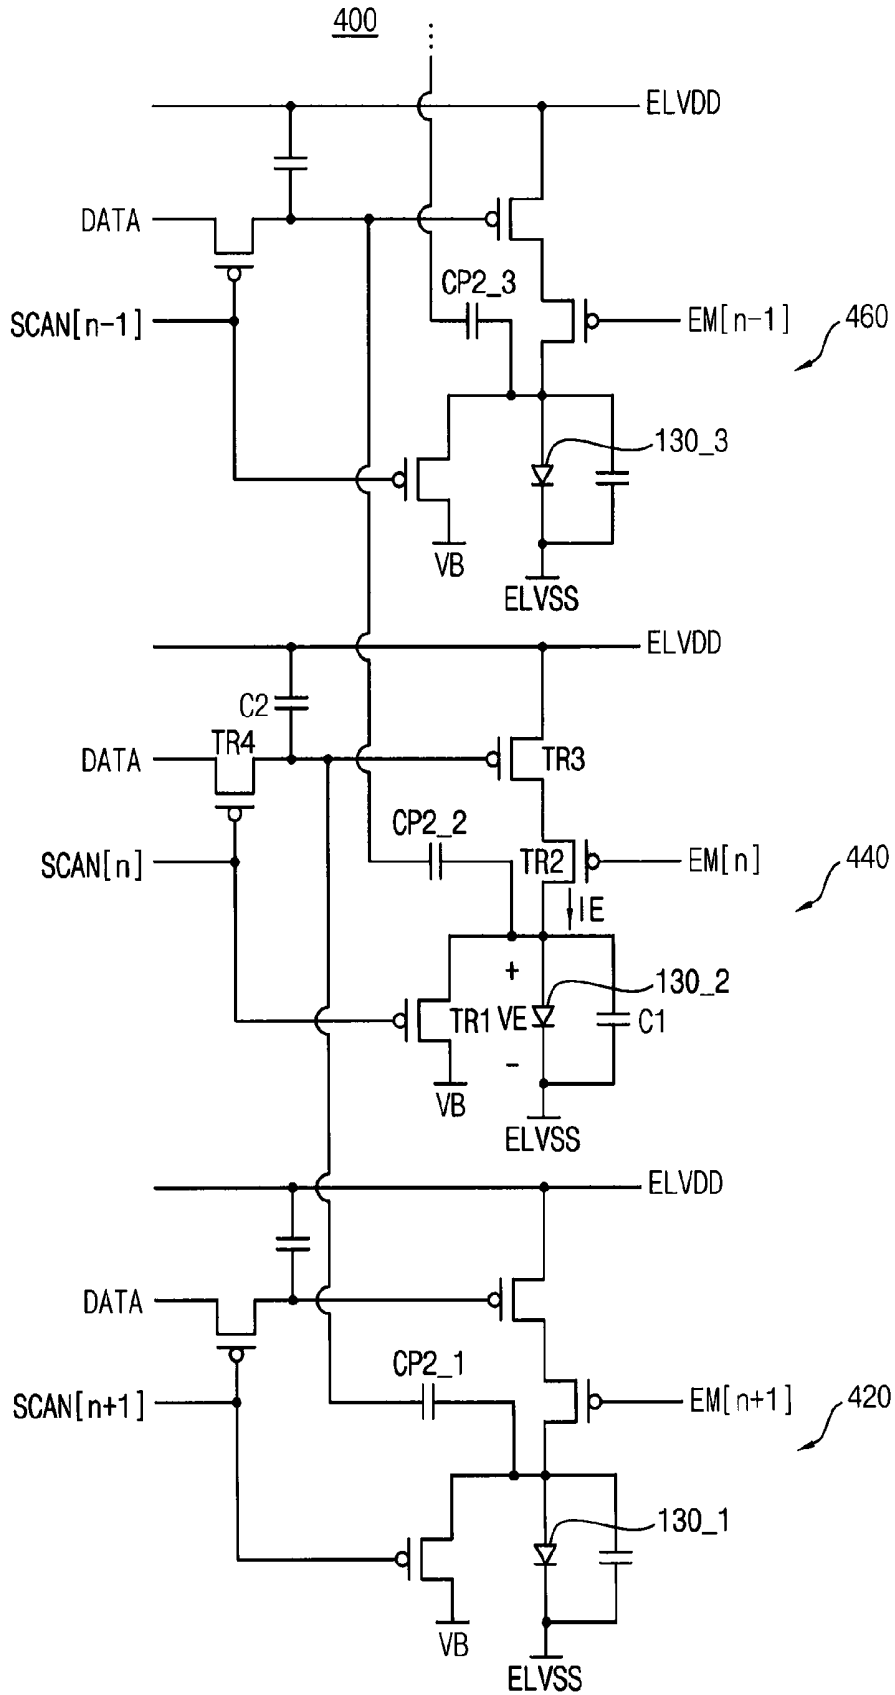 400
ELVDD
DATA
CP2_3
SCAN[n-1]
EM[n-1]
460
130_3
VB
ELVSS
ELVDD
C2
TR4
DATA
TR3
CP2_2
SCAN[n]
TR2
EM[n]
440
IE
+
130_2
TR1 VE
C1
-
VB
ELVSS
ELVDD
DATA
CP2_1
SCAN[n+1]
EM[n+1]
420
130_1
VB
ELVSS